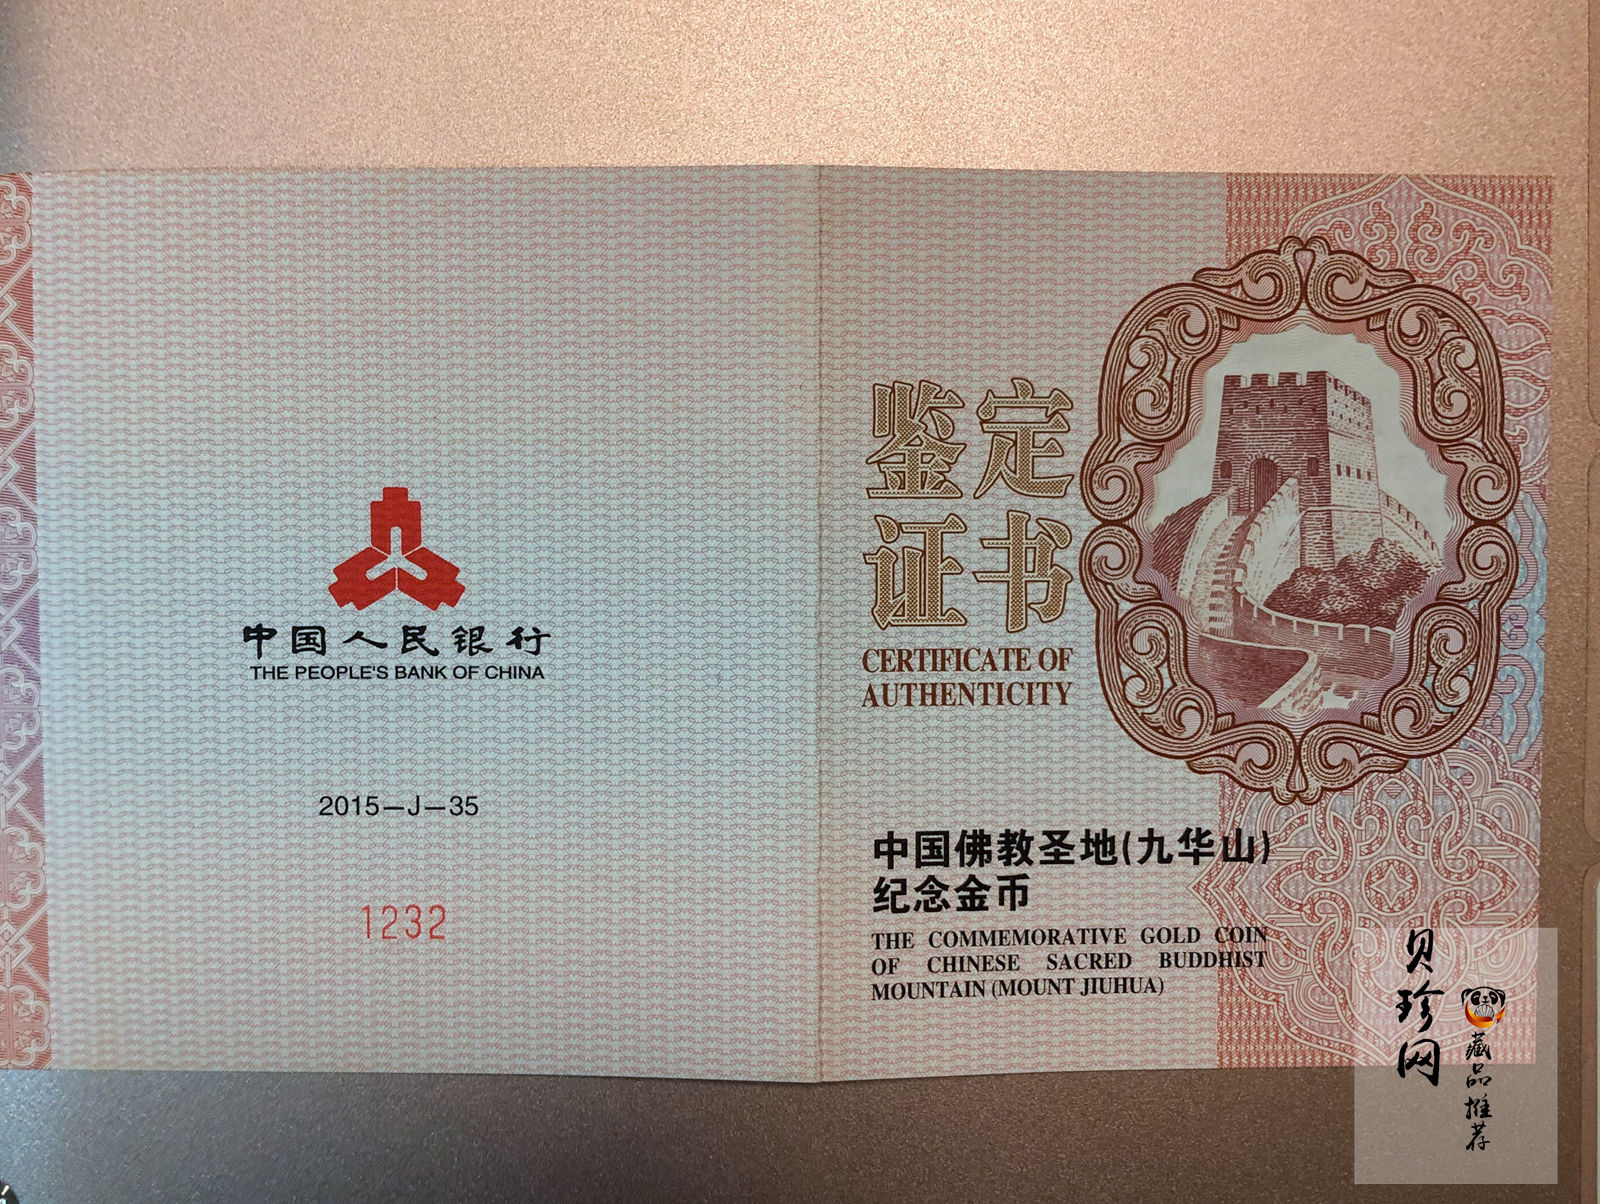 中国人民银行
THE PEOPLE'S BANK OF CHINA
2015—J—35
1232
鉴定
证书
CERTIFICATE OF
AUTHENTICITY
中国佛教圣地(九华山)
纪念金币
THE COMMEMORATIVE GOLD COIN
OF CHINESE SACRED BUDDHIST
MOUNTAIN (MOUNT JIUHUA)
贝珍网
藏品推荐